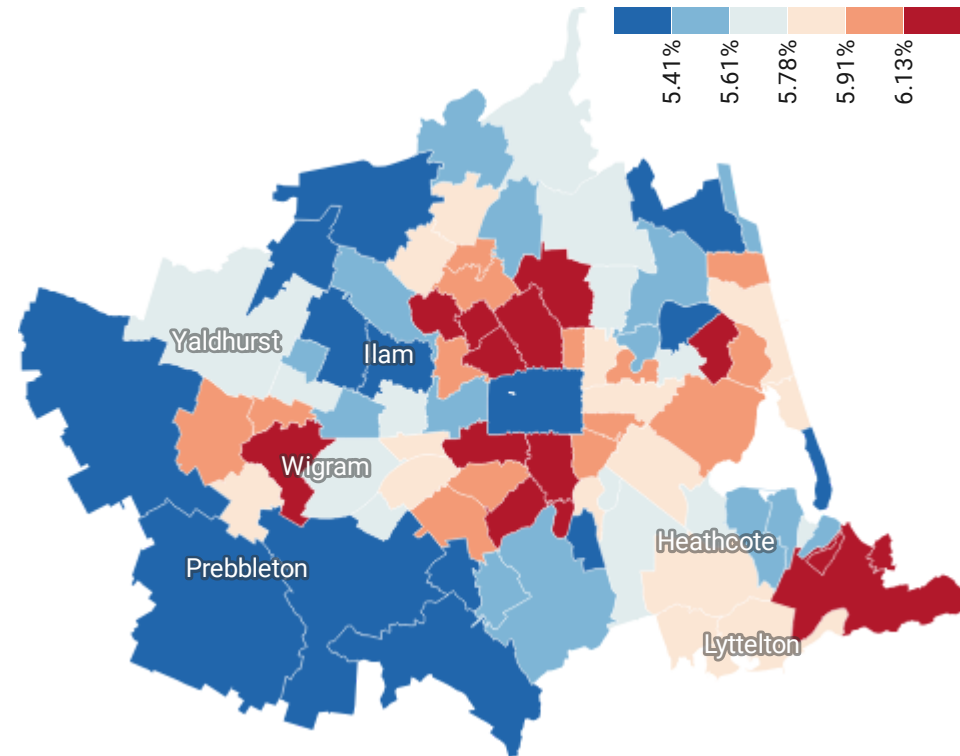 5.41%
5.61%
5.78%
5.91%
6.13%
Yaldhurst
Ilam
Wigram
Heathcote
Prebbleton
Lyttelton